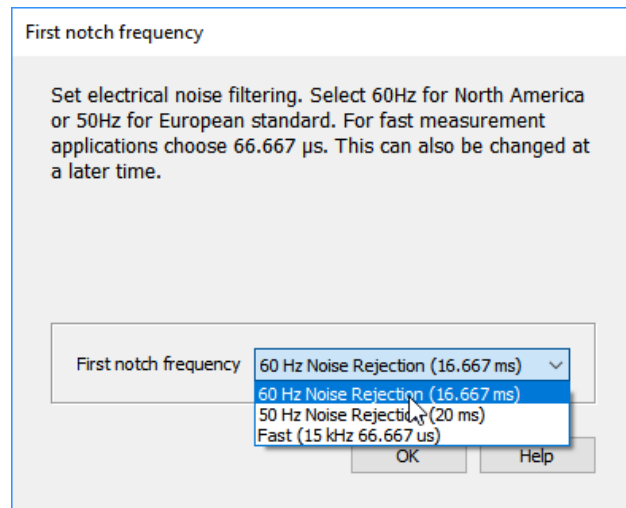 First notch frequency
Set electrical noise filtering. Select 60Hz for North America
or 50Hz for European standard. For fast measurement
applications choose 66.667 µs. This can also be changed at
a later time.
First notch frequency 60 Hz Noise Rejection (16.667 ms)
60 Hz Noise Rejection (16.667 ms)
50 Hz Noise Rejection (20 ms)
Fast (15 kHz 66.667 us)
OK Help